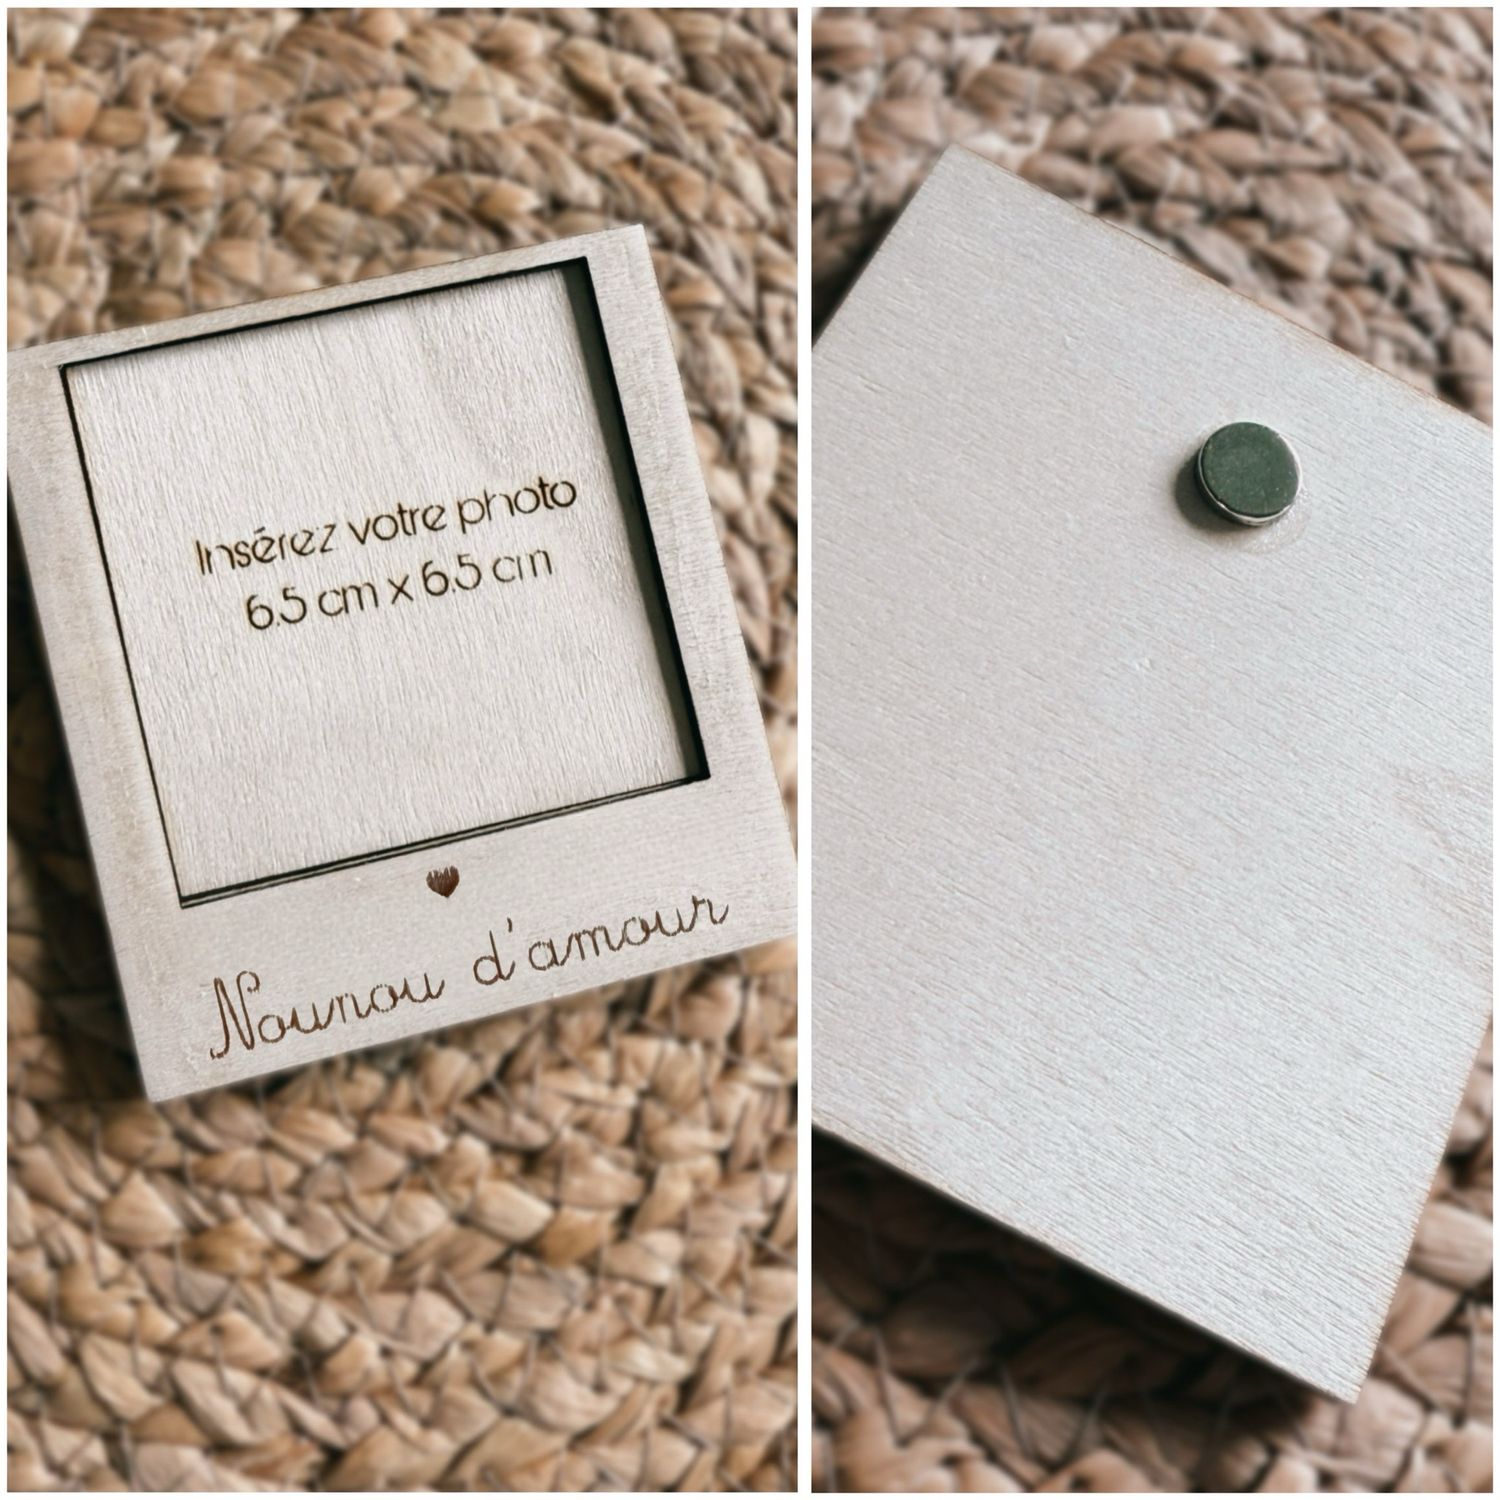 Insérez votre photo
6.5 cm x 6.5 cm
Nounou d'amour